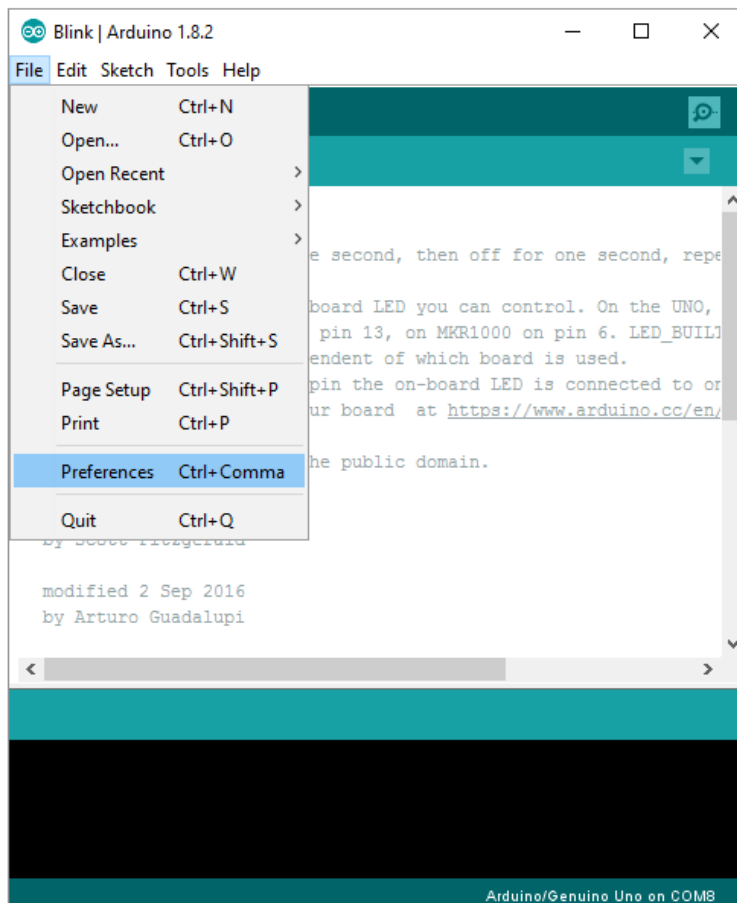 Blink | Arduino 1.8.2
File Edit Sketch Tools Help
New Ctrl+N
Open... Ctrl+O
Open Recent
Sketchbook
Examples
e second, then off for one second, repe
Close Ctrl+W
Save Ctrl+S
board LED you can control. On the UNO,
Save As... Ctrl+Shift+S
pin 13, on MKR1000 on pin 6. LED_BUILT
endent of which board is used.
Page Setup Ctrl+Shift+P
pin the on-board LED is connected to on
Print Ctrl+P
ur board at https://www.arduino.cc/en/
Preferences Ctrl+Comma
he public domain.
Quit Ctrl+Q
by Scott Fitzgerald
modified 2 Sep 2016
by Arturo Guadalupi
Arduino/Genuino Uno on COM8